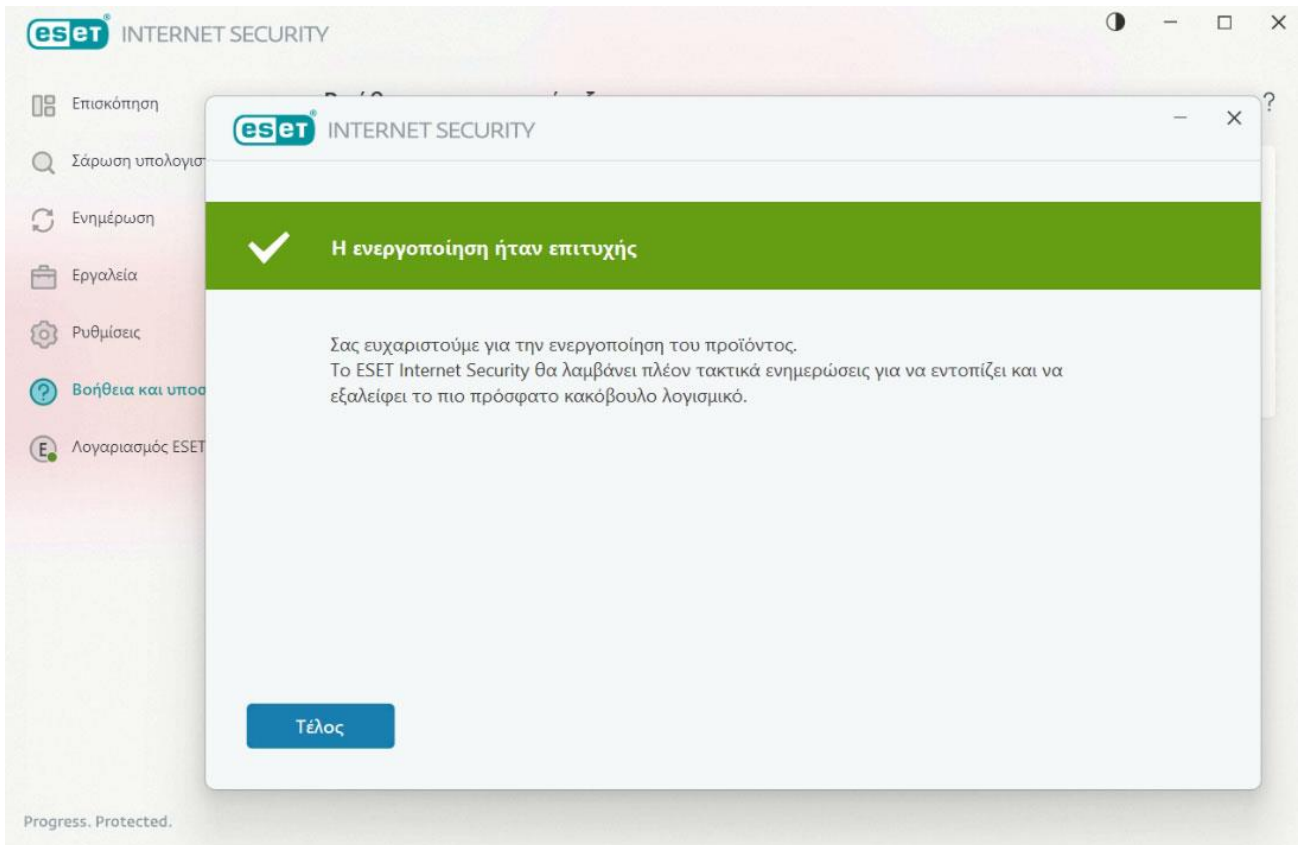 eset INTERNET SECURITY
Επισκόπηση
Σάρωση υπολογισ
Ενημέρωση
Εργαλεία
Ρυθμίσεις
Βοήθεια και υποσ
Λογαριασμός ESET
?
eset INTERNET SECURITY
Η ενεργοποίηση ήταν επιτυχής
Σας ευχαριστούμε για την ενεργοποίηση του προϊόντος.
Το ESET Internet Security θα λαμβάνει πλέον τακτικά ενημερώσεις για να εντοπίζει και να
εξαλείφει το πιο πρόσφατο κακόβουλο λογισμικό.
Τέλος
Progress. Protected.